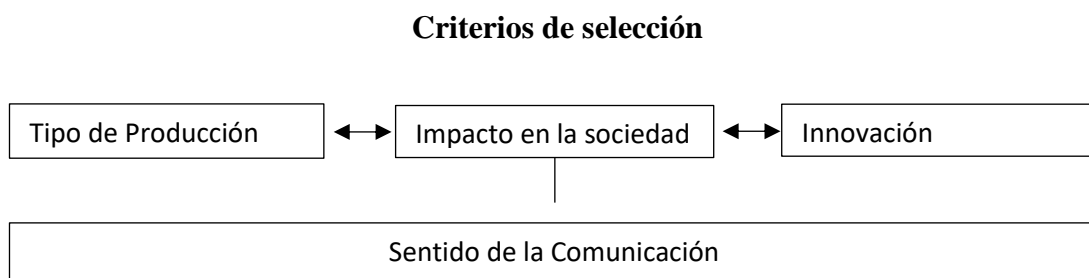 Criterios de selección
Tipo de Producción
Impacto en la sociedad
Innovación
Sentido de la Comunicación